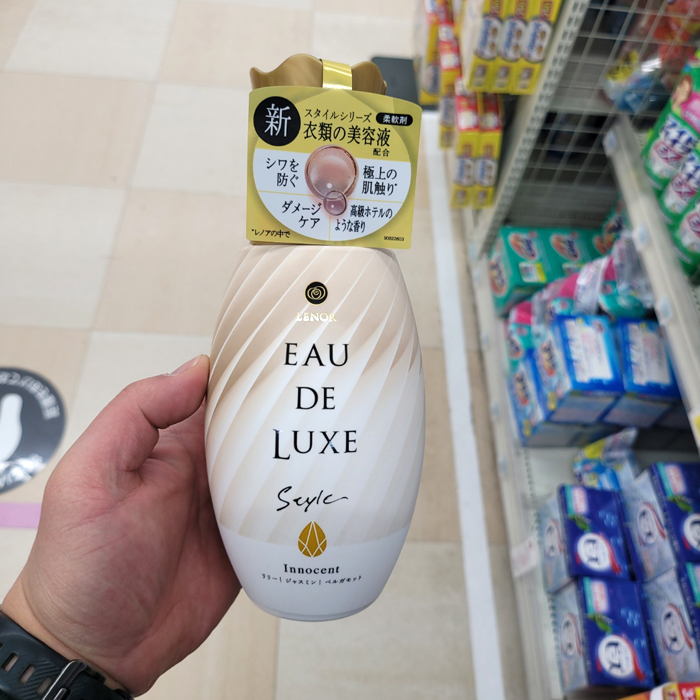 新
スタイルシリーズ
柔軟剤
衣類の美容液
配合
シワを
防ぐ
極上の
肌触り*
ダメージ
ケア
高級ホテルの
ような香り
*レノアの中で
LENOR
EAU
DE
LUXE
Style
Innocent
リリー | ジャスミン | ベルガモット